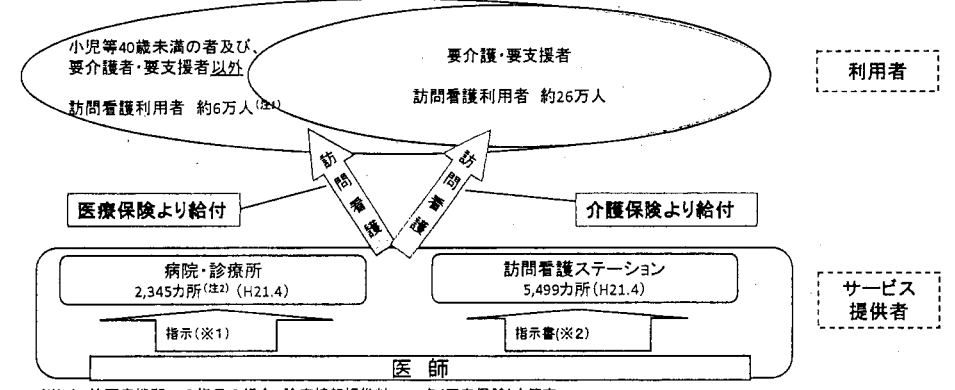 小児等40歳未満の者及び、
要介護者・要支援者以外
訪問看護利用者 約6万人(注1)
要介護・要支援者
訪問看護利用者 約26万人
利用者
訪問看護
訪問看護
医療保険より給付
介護保険より給付
病院・診療所
2,345カ所(注2) (H21.4)
訪問看護ステーション
5,499カ所(H21.4)
サービス
提供者
指示(※1)
指示書(※2)
医師